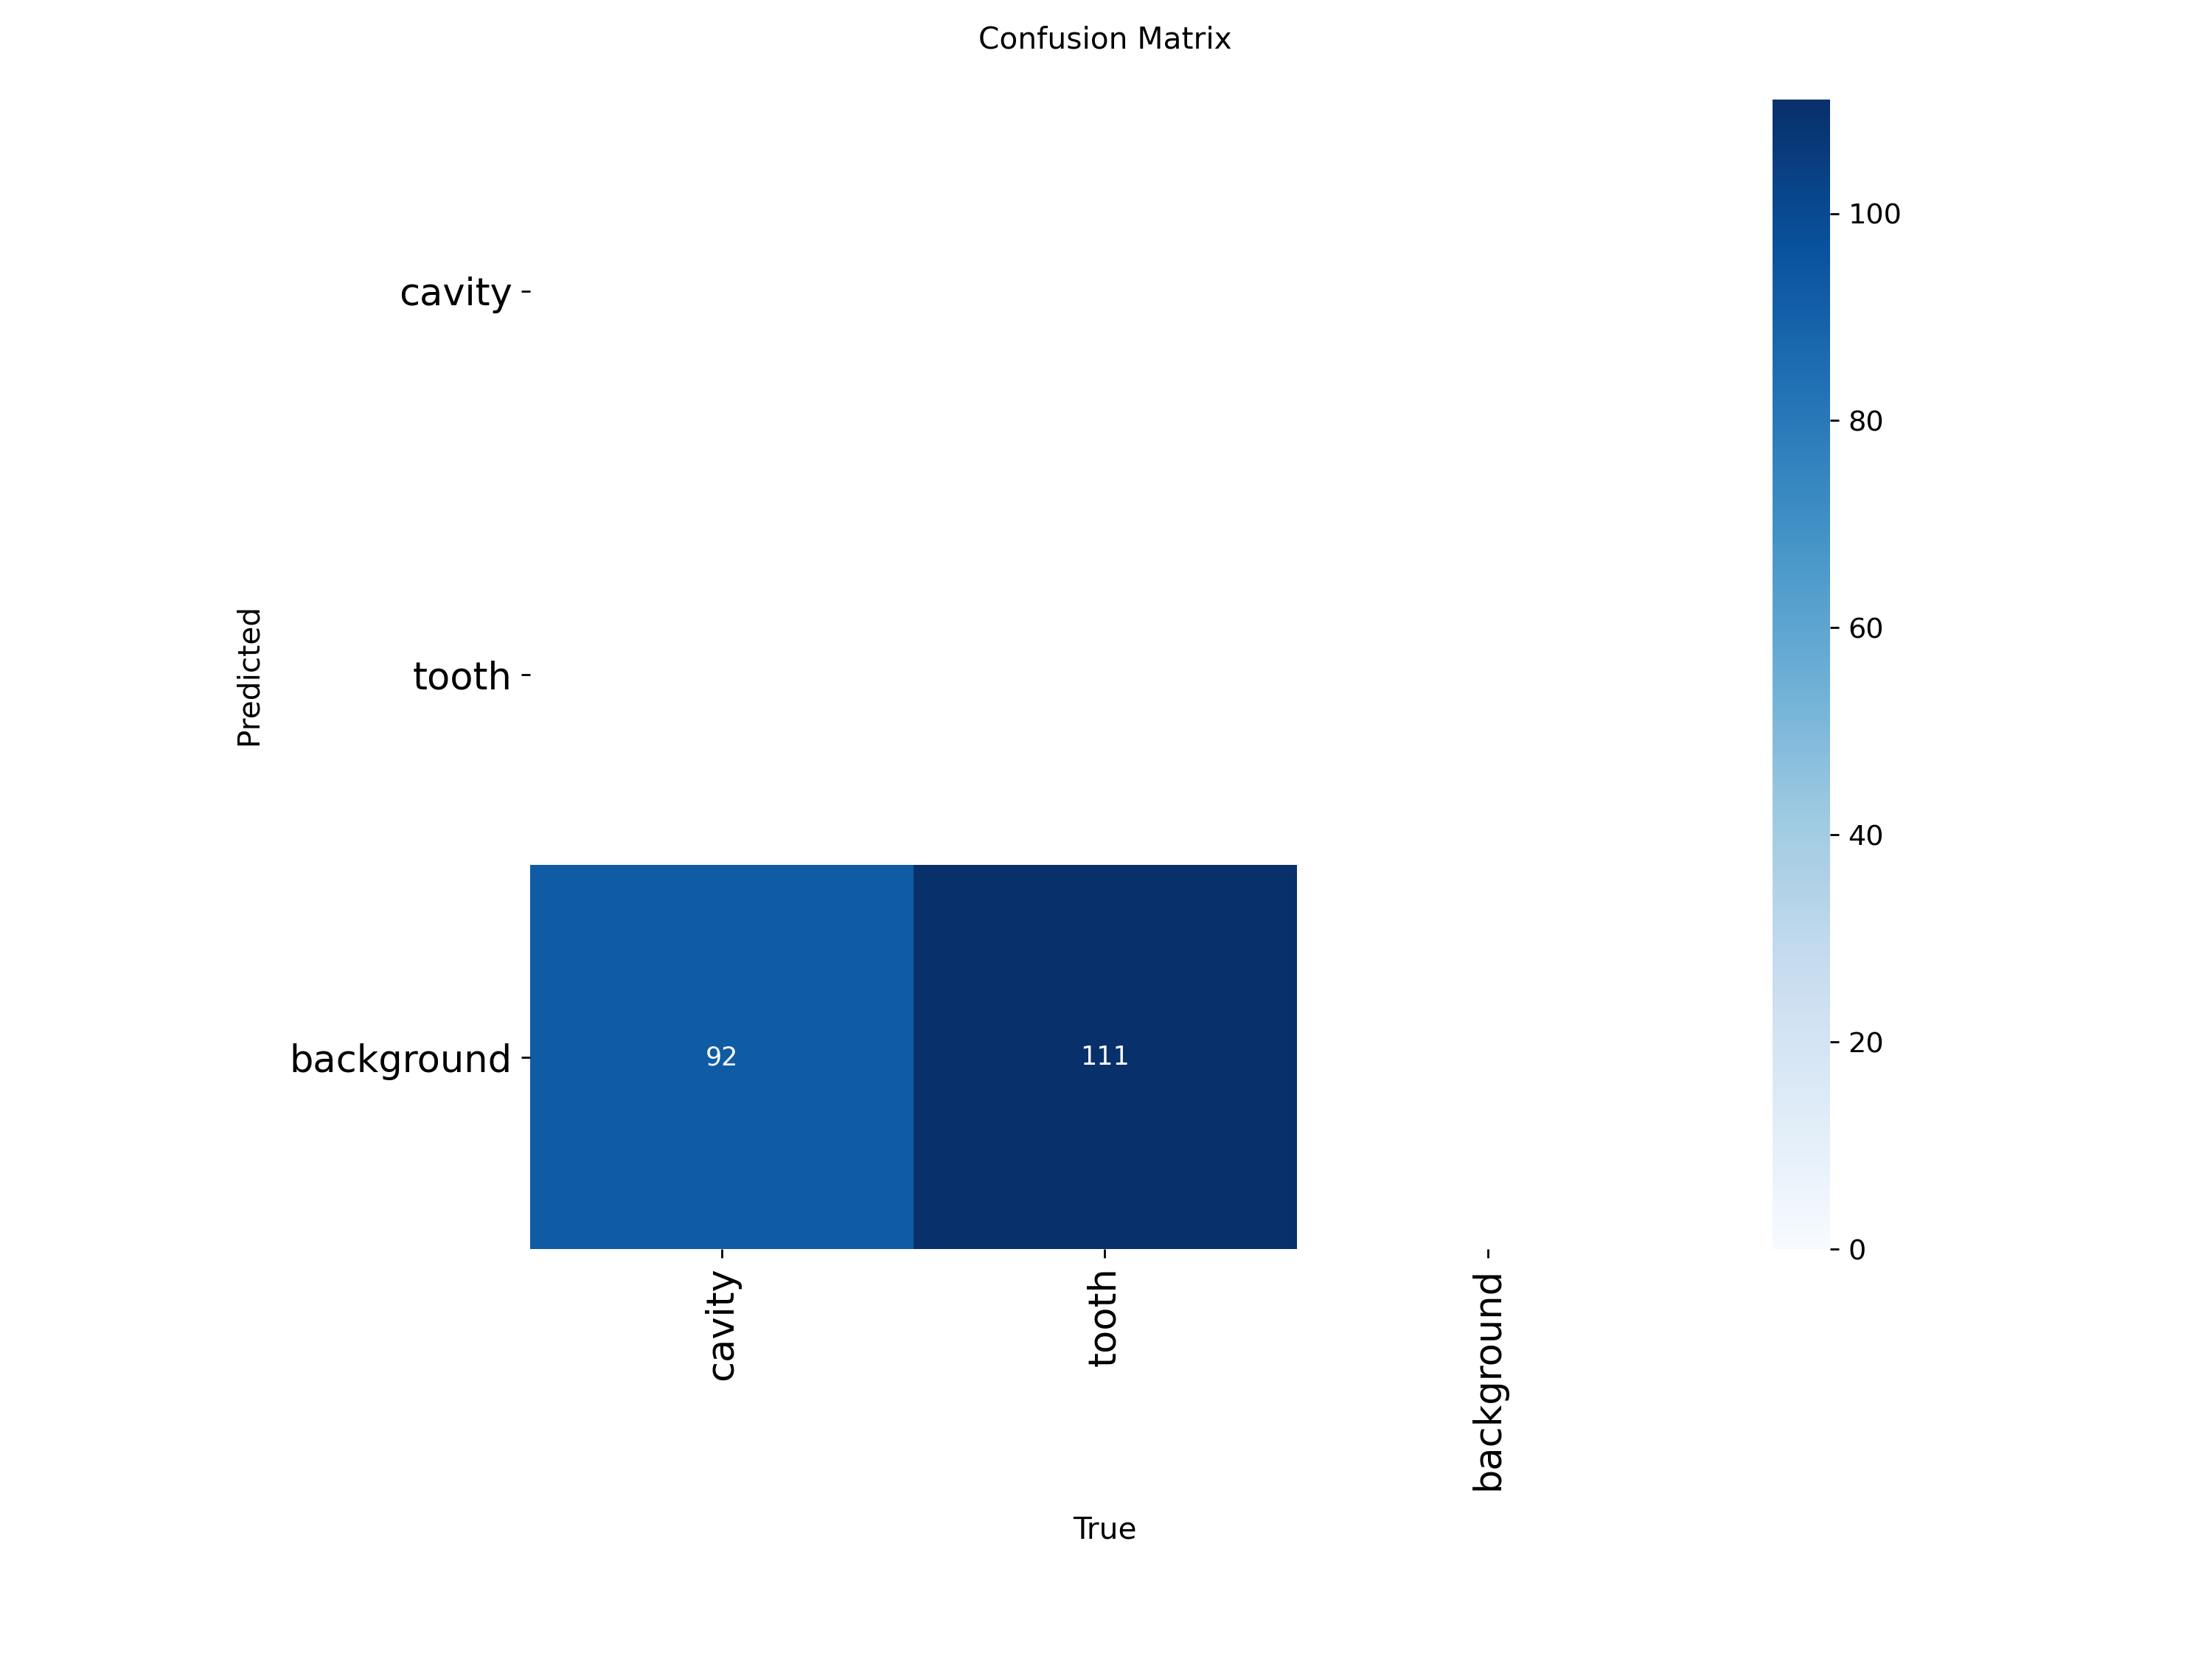 Confusion Matrix
Predicted
cavity
tooth
background
92
111
cavity
tooth
background
True
100
80
60
40
20
0